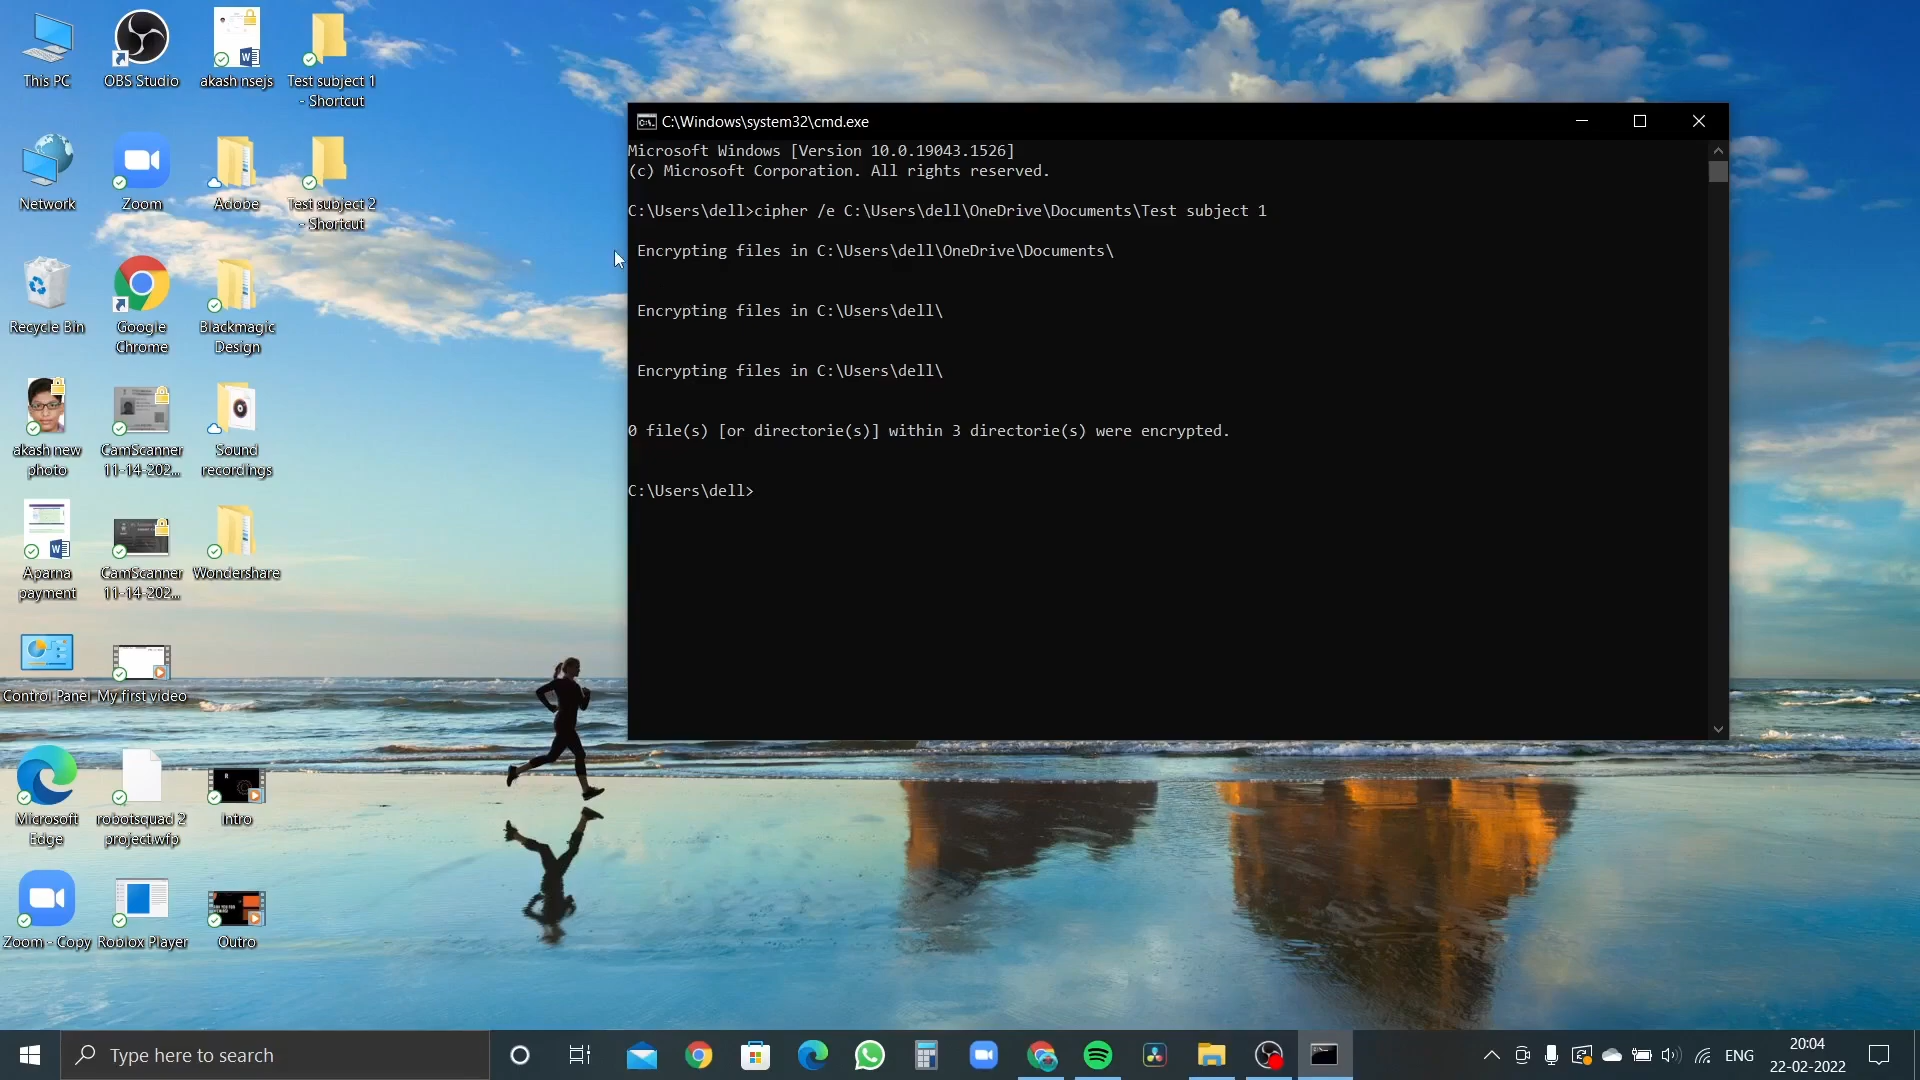 This PC
OBS Studio
akash nsejs
Test subject 1
- Shortcut
Network
Zoom
Adobe
Test subject 2
- Shortcut
Recycle Bin
Google
Chrome
Blackmagic
Design
akash new
photo
CamScanner
11-14-202...
Sound
recordings
Aparna
payment
CamScanner
11-14-202...
Wondershare
Control Panel
My first video
Microsoft
Edge
robotsquad 2
project.wfp
Intro
Zoom - Copy
Roblox Player
Outro
C:\Windows\system32\cmd.exe
Microsoft Windows [Version 10.0.19043.1526]
(c) Microsoft Corporation. All rights reserved.
C:\Users\dell>cipher /e C:\Users\dell\OneDrive\Documents\Test subject 1
Encrypting files in C:\Users\dell\OneDrive\Documents\
Encrypting files in C:\Users\dell\
Encrypting files in C:\Users\dell\
0 file(s) [or directorie(s)] within 3 directorie(s) were encrypted.
C:\Users\dell>
Type here to search
ENG
20:04
22-02-2022